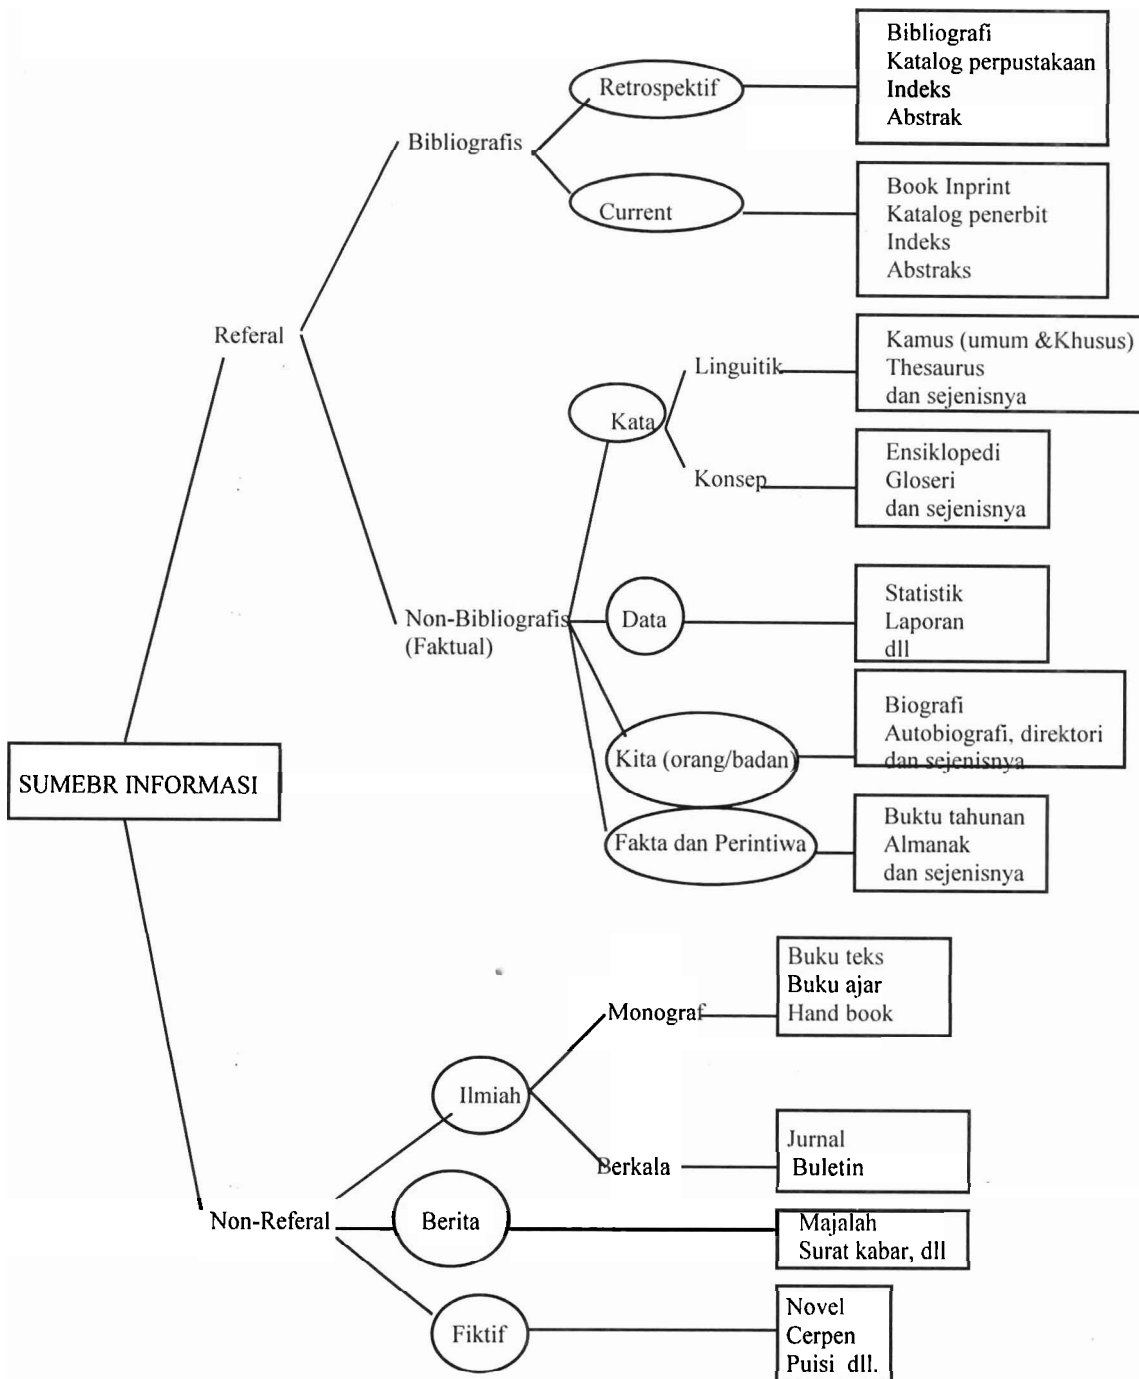 Bibliografi
Katalog perpustakaan
Indeks
Abstrak
Retrospektif
Bibliografis
Current
Book Inprint
Katalog penerbit
Indeks
Abstraks
Referal
Linguitik
Kamus (umum &Khusus)
Thesaurus
dan sejenisnya
Kata
Konsep
Ensiklopedi
Gloseri
dan sejenisnya
Non-Bibliografis
(Faktual)
Data
Statistik
Laporan
dll
Kita (orang/badan)
Biografi
Autobiografi, direktori
dan sejenisnya
SUMEBR INFORMASI
Fakta dan Perintiwa
Buktu tahunan
Almanak
dan sejenisnya
Monograf
Buku teks
Buku ajar
Hand book
Ilmiah
Berkala
Jurnal
Buletin
Non-Referal
Berita
Majalah
Surat kabar, dll
Fiktif
Novel
Cerpen
Puisi dll.